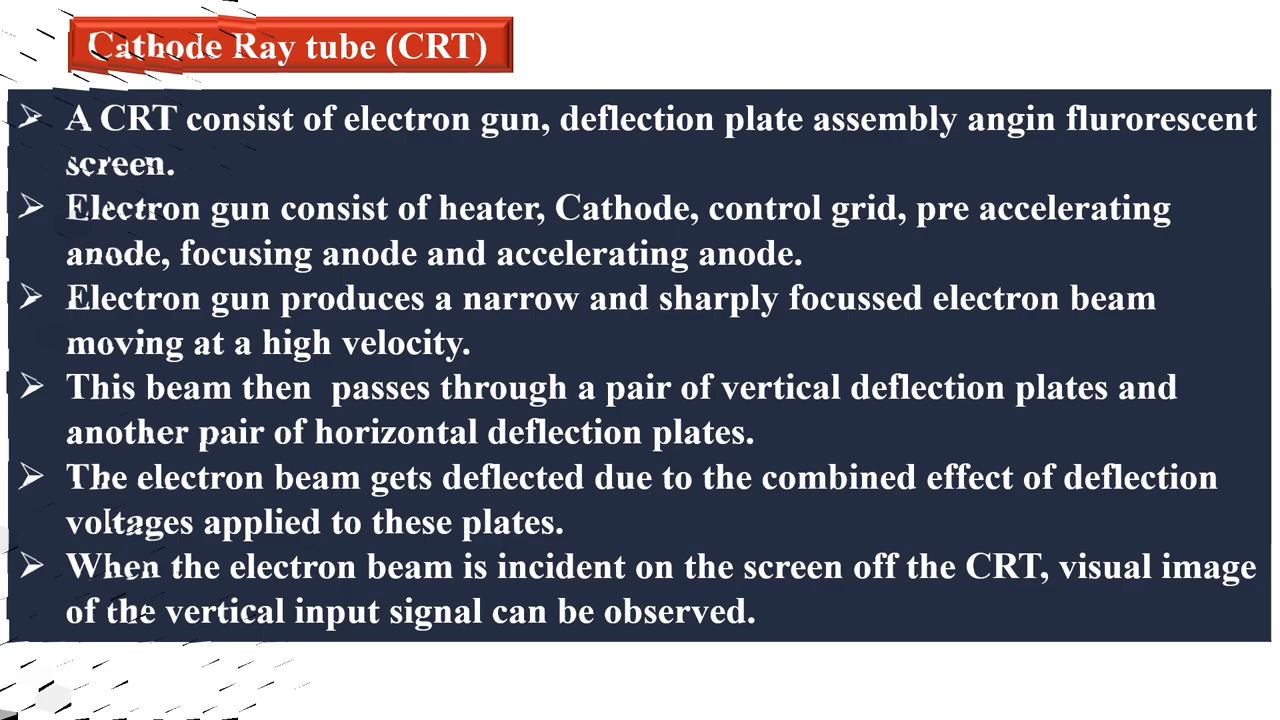 Cathode Ray tube (CRT)
➢ A CRT consist of electron gun, deflection plate assembly angin flurorescent
screen.
➢ Electron gun consist of heater, Cathode, control grid, pre accelerating
anode, focusing anode and accelerating anode.
➢ Electron gun produces a narrow and sharply focussed electron beam
moving at a high velocity.
➢ This beam then  passes through a pair of vertical deflection plates and
another pair of horizontal deflection plates.
➢ The electron beam gets deflected due to the combined effect of deflection
voltages applied to these plates.
➢ When the electron beam is incident on the screen off the CRT, visual image
of the vertical input signal can be observed.